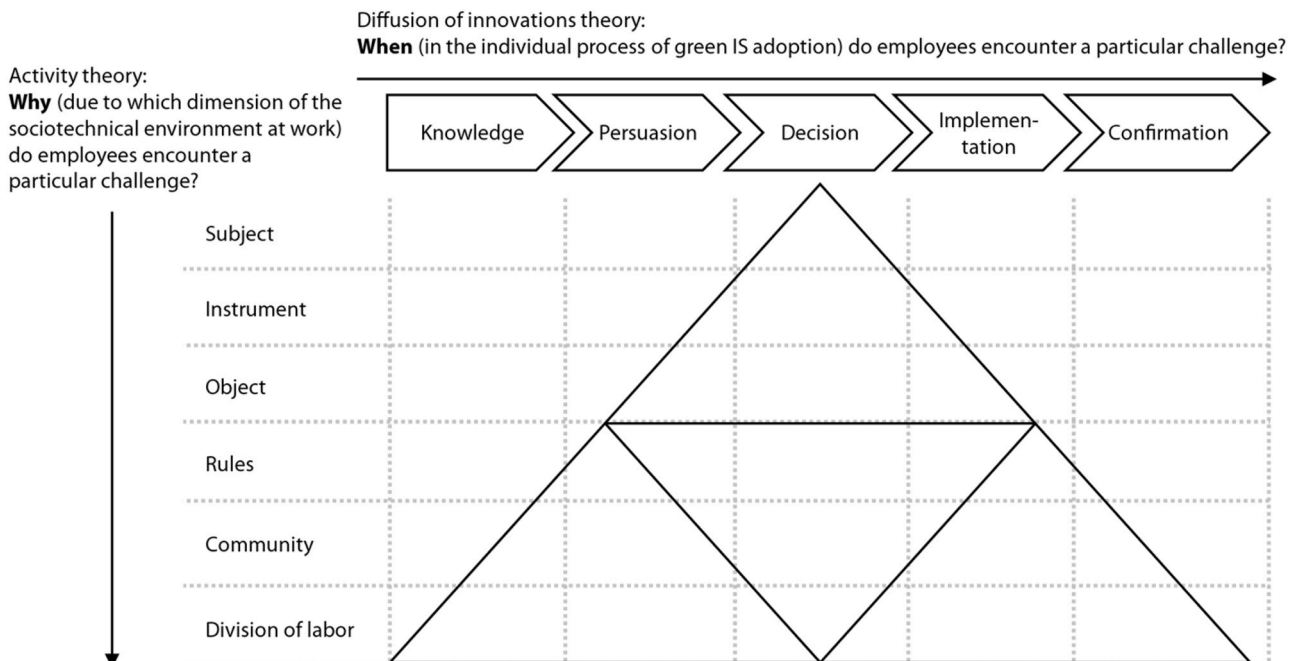 Diffusion of innovations theory:
When (in the individual process of green IS adoption) do employees encounter a particular challenge?
Activity theory:
Why (due to which dimension of the
sociotechnical environment at work)
do employees encounter a
particular challenge?
Knowledge
Persuasion
Decision
Implemen-
tation
Confirmation
Subject
Instrument
Object
Rules
Community
Division of labor